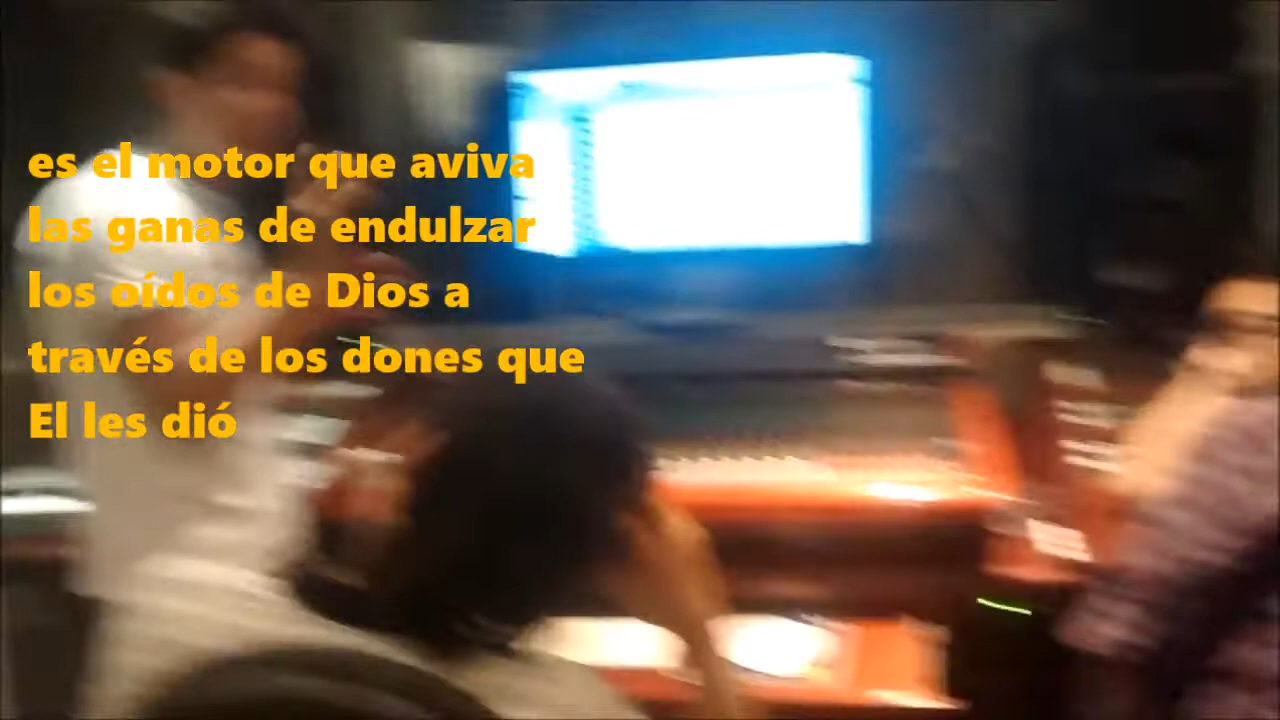 es el motor que aviva
las ganas de endulzar
los oídos de Dios a
través de los dones que
El les dió